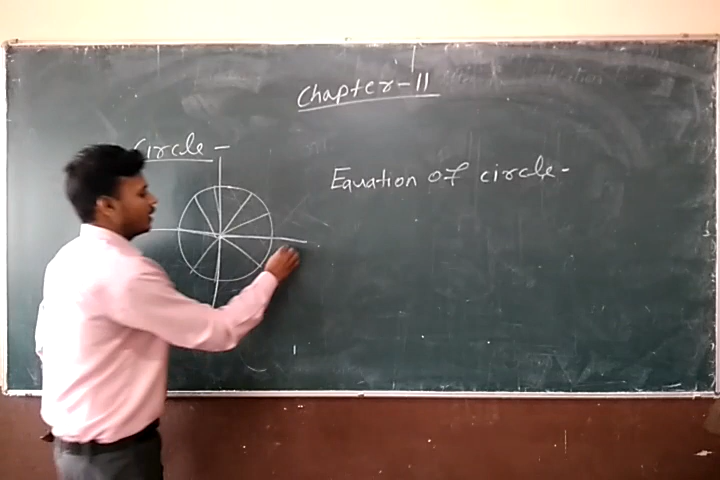 Chapter-11
Circle-
Equation of circle-